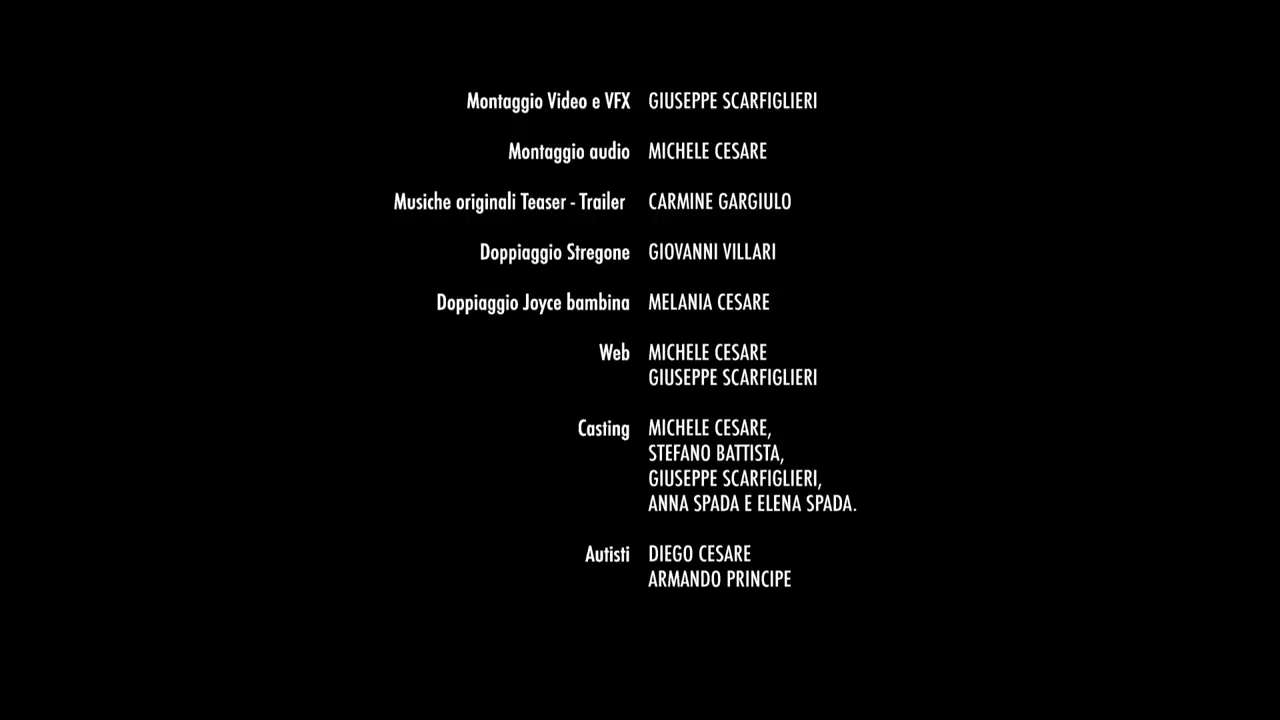 Montaggio Video e VFX GIUSEPPE SCARFIGLIERI
Montaggio audio MICHELE CESARE
Musiche originali Teaser - Trailer CARMINE GARGIULO
Doppiaggio Stregone GIOVANNI VILLARI
Doppiaggio Joyce bambina MELANIA CESARE
Web MICHELE CESARE
GIUSEPPE SCARFIGLIERI
Casting MICHELE CESARE,
STEFANO BATTISTA,
GIUSEPPE SCARFIGLIERI,
ANNA SPADA E ELENA SPADA.
Autisti DIEGO CESARE
ARMANDO PRINCIPE